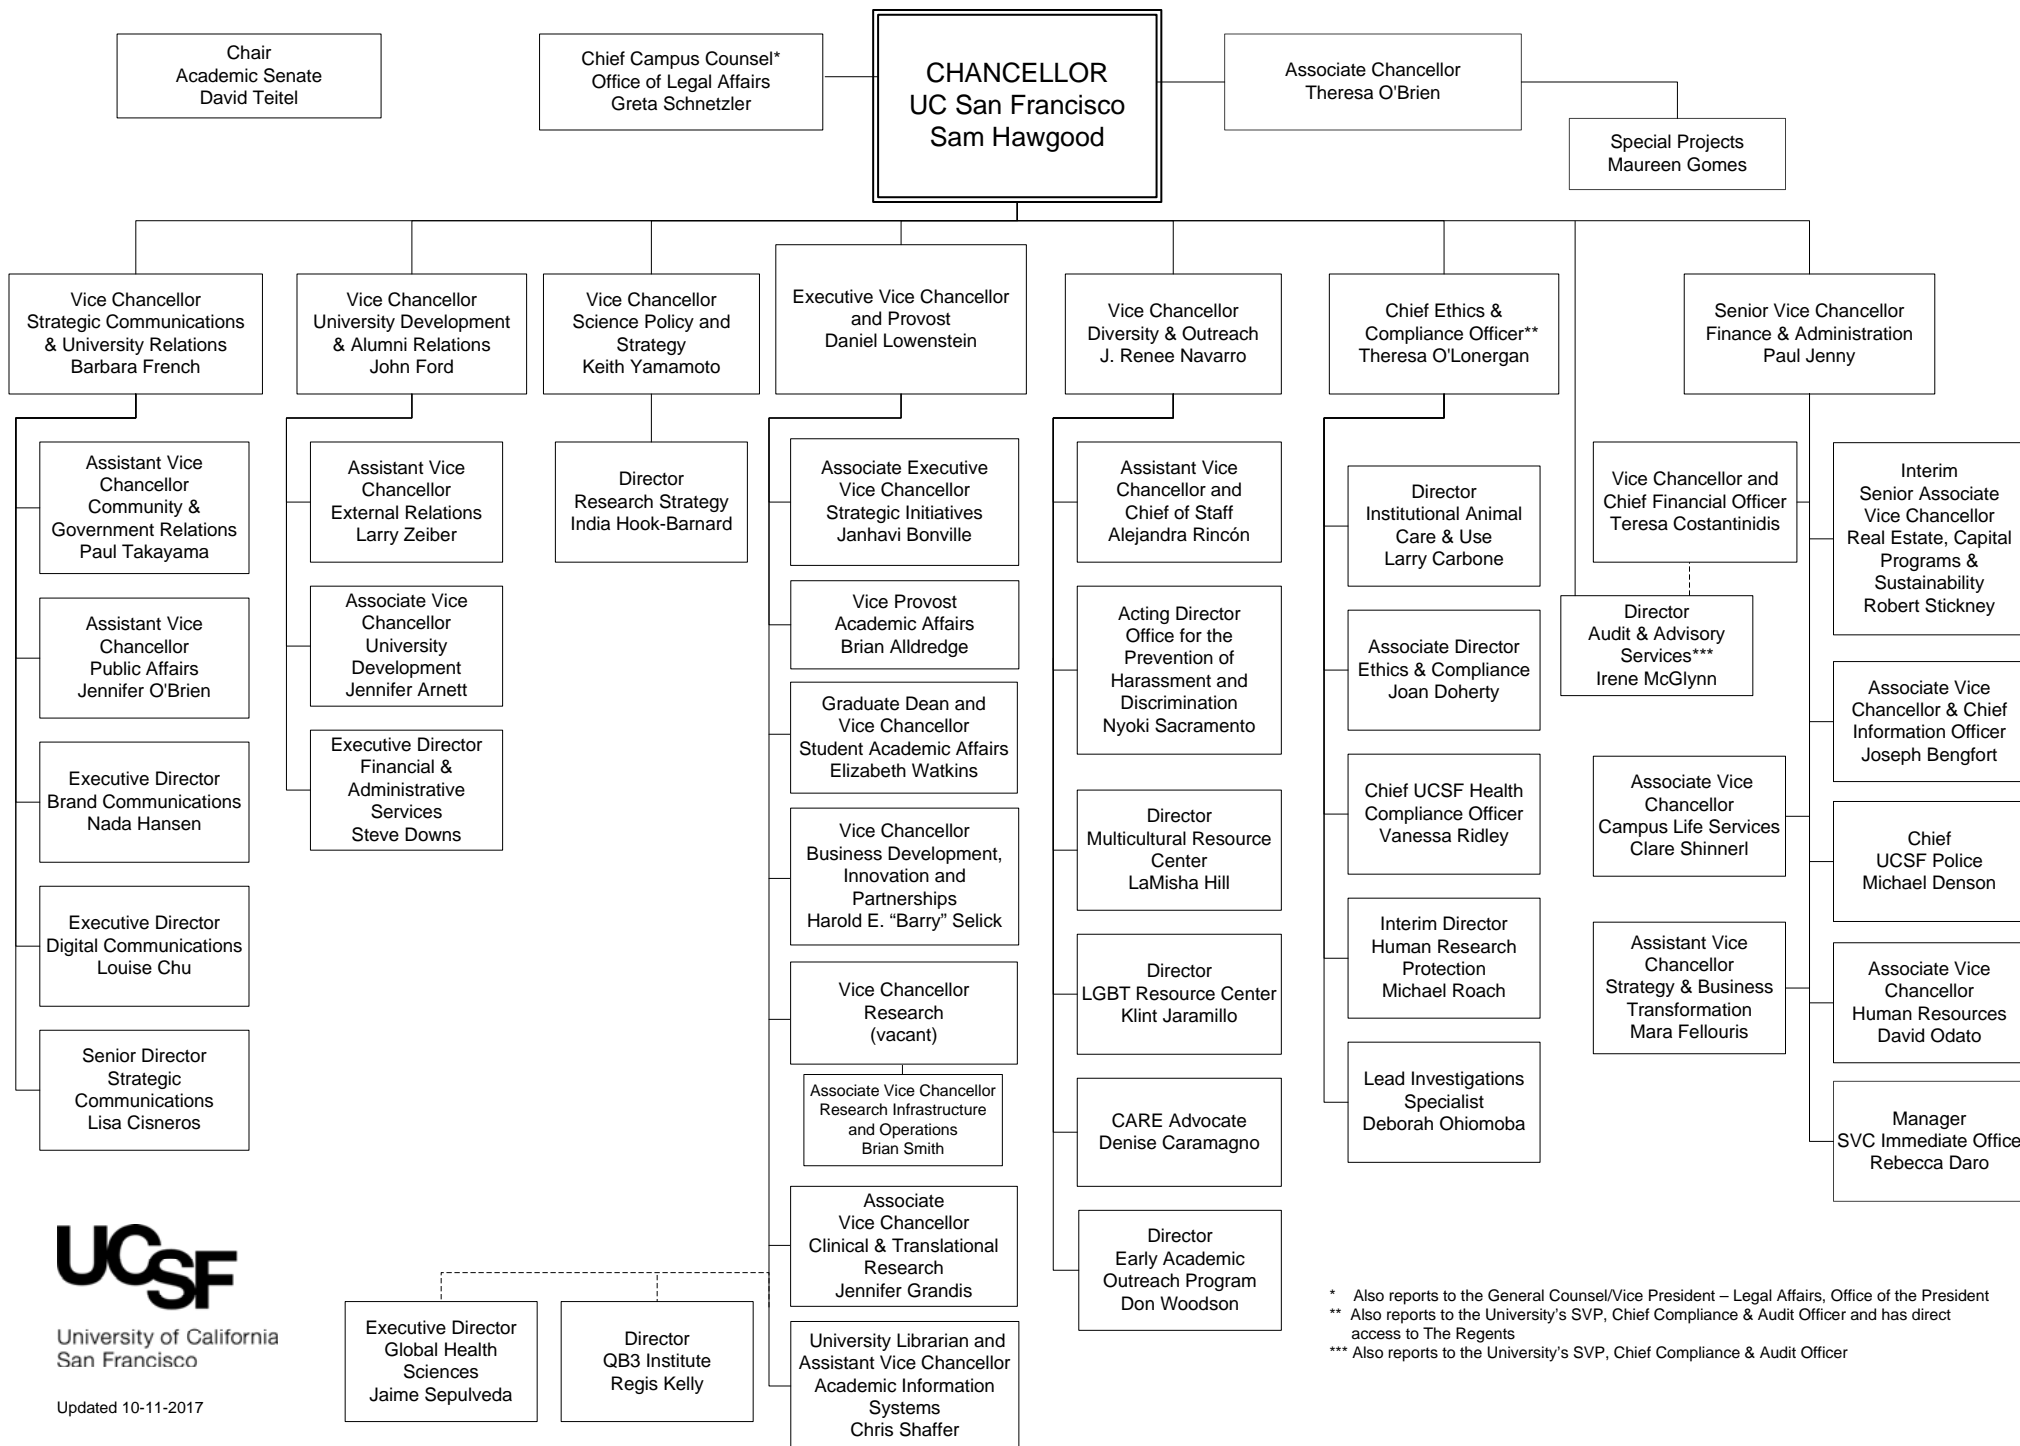 Chair
Academic Senate
David Teitel
Chief Campus Counsel*
Office of Legal Affairs
Greta Schnetzler
CHANCELLOR
UC San Francisco
Sam Hawgood
Associate Chancellor
Theresa O'Brien
Special Projects
Maureen Gomes
Vice Chancellor
Strategic Communications
& University Relations
Barbara French
Vice Chancellor
University Development
& Alumni Relations
John Ford
Vice Chancellor
Science Policy and
Strategy
Keith Yamamoto
Executive Vice Chancellor
and Provost
Daniel Lowenstein
Vice Chancellor
Diversity & Outreach
J. Renee Navarro
Chief Ethics &
Compliance Officer**
Theresa O'Lonergan
Senior Vice Chancellor
Finance & Administration
Paul Jenny
Assistant Vice
Chancellor
Community &
Government Relations
Paul Takayama
Assistant Vice
Chancellor
Public Affairs
Jennifer O'Brien
Executive Director
Brand Communications
Nada Hansen
Executive Director
Digital Communications
Louise Chu
Senior Director
Strategic
Communications
Lisa Cisneros
Assistant Vice
Chancellor
External Relations
Larry Zeiber
Associate Vice
Chancellor
University
Development
Jennifer Arnett
Executive Director
Financial &
Administrative
Services
Steve Downs
Director
Research Strategy
India Hook-Barnard
Associate Executive
Vice Chancellor
Strategic Initiatives
Janhavi Bonville
Vice Provost
Academic Affairs
Brian Alldredge
Graduate Dean and
Vice Chancellor
Student Academic Affairs
Elizabeth Watkins
Vice Chancellor
Business Development,
Innovation and
Partnerships
Harold E. “Barry” Selick
Vice Chancellor
Research
(vacant)
Associate Vice Chancellor
Research Infrastructure
and Operations
Brian Smith
Associate
Vice Chancellor
Clinical & Translational
Research
Jennifer Grandis
University Librarian and
Assistant Vice Chancellor
Academic Information
Systems
Chris Shaffer
Executive Director
Global Health
Sciences
Jaime Sepulveda
Director
QB3 Institute
Regis Kelly
Assistant Vice
Chancellor and
Chief of Staff
Alejandra Rincón
Acting Director
Office for the
Prevention of
Harassment and
Discrimination
Nyoki Sacramento
Director
Multicultural Resource
Center
LaMisha Hill
Director
LGBT Resource Center
Klint Jaramillo
CARE Advocate
Denise Caramagno
Director
Early Academic
Outreach Program
Don Woodson
Director
Institutional Animal
Care & Use
Larry Carbone
Associate Director
Ethics & Compliance
Joan Doherty
Chief UCSF Health
Compliance Officer
Vanessa Ridley
Interim Director
Human Research
Protection
Michael Roach
Lead Investigations
Specialist
Deborah Ohiomoba
Vice Chancellor and
Chief Financial Officer
Teresa Costantinidis
Director
Audit & Advisory
Services***
Irene McGlynn
Associate Vice
Chancellor
Campus Life Services
Clare Shinnerl
Assistant Vice
Chancellor
Strategy & Business
Transformation
Mara Fellouris
Interim
Senior Associate
Vice Chancellor
Real Estate, Capital
Programs &
Sustainability
Robert Stickney
Associate Vice
Chancellor & Chief
Information Officer
Joseph Bengfort
Chief
UCSF Police
Michael Denson
Associate Vice
Chancellor
Human Resources
David Odato
Manager
SVC Immediate Office
Rebecca Daro
UCSF
University of California
San Francisco
Updated 10-11-2017
* Also reports to the General Counsel/Vice President – Legal Affairs, Office of the President
** Also reports to the University’s SVP, Chief Compliance & Audit Officer and has direct
access to The Regents
*** Also reports to the University’s SVP, Chief Compliance & Audit Officer